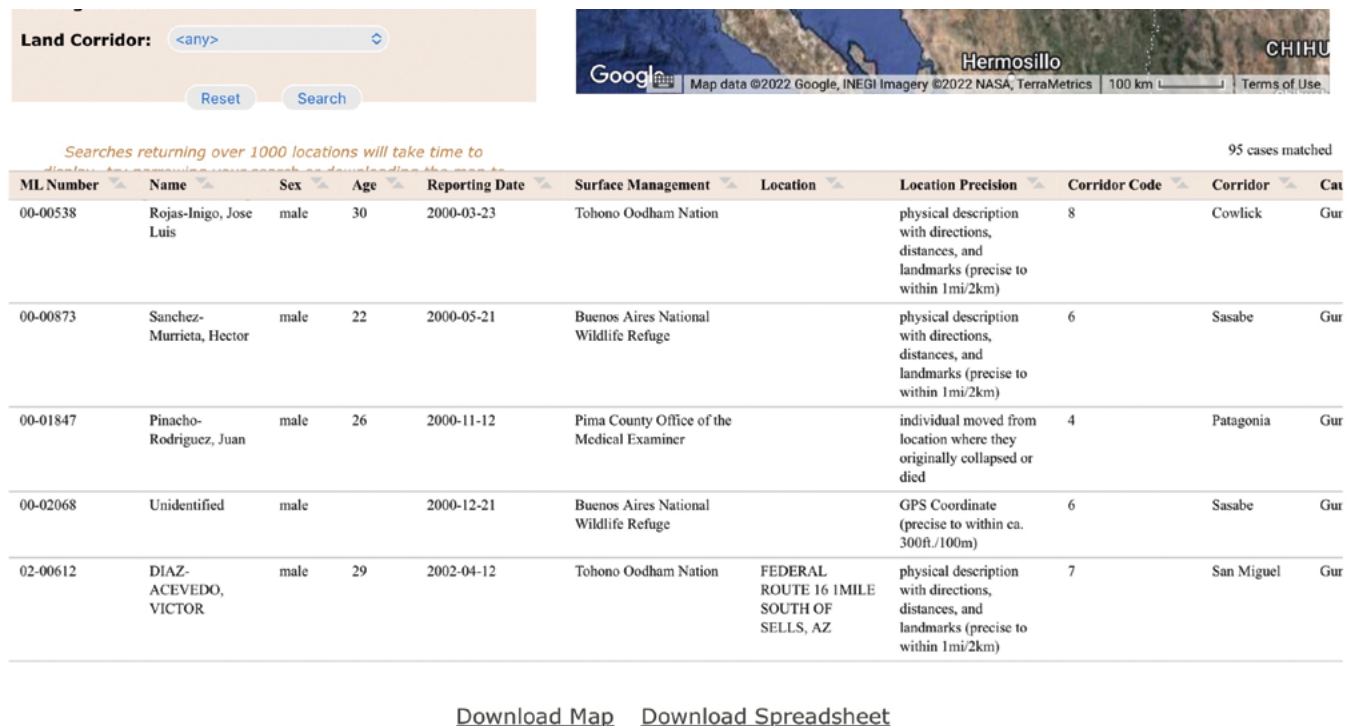 Land Corridor: <any>
Reset Search
Hermosillo
CHIHU
Google
Map data ©2022 Google, INEGI Imagery ©2022 NASA, TerraMetrics 100 km Terms of Use
Searches returning over 1000 locations will take time to
95 cases matched
ML Number Name Sex Age Reporting Date Surface Management Location Location Precision Corridor Code Corridor Cau
00-00538 Rojas-Inigo, Jose male 30 2000-03-23 Tohono Oodham Nation physical description 8 Cowlick Gur
Luis with directions,
distances, and
landmarks (precise to
within 1mi/2km)
00-00873 Sanchez- male 22 2000-05-21 Buenos Aires National physical description 6 Sasabe Gur
Murrieta, Hector Wildlife Refuge with directions,
distances, and
landmarks (precise to
within 1mi/2km)
00-01847 Pinacho- male 26 2000-11-12 Pima County Office of the individual moved from 4 Patagonia Gur
Rodriguez, Juan Medical Examiner location where they
originally collapsed or
died
00-02068 Unidentified male 2000-12-21 Buenos Aires National GPS Coordinate 6 Sasabe Gur
Wildlife Refuge (precise to within ca.
300ft./100m)
02-00612 DIAZ- male 29 2002-04-12 Tohono Oodham Nation FEDERAL physical description 7 San Miguel Gur
ACEVEDO, ROUTE 16 1MILE with directions,
VICTOR SOUTH OF distances, and
SELLS, AZ landmarks (precise to
within 1mi/2km)
Download Map Download Spreadsheet